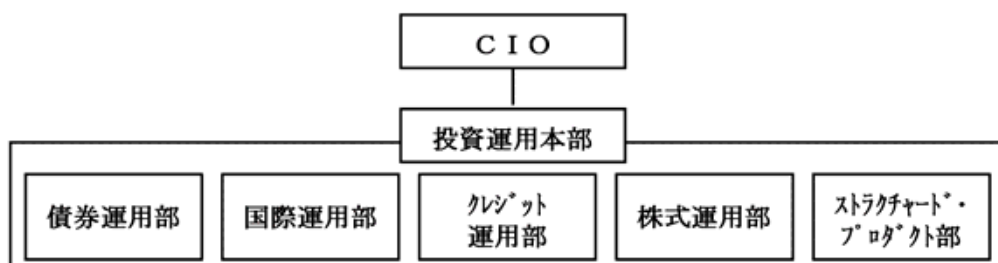 ＣＩＯ
投資運用本部
債券運用部
国際運用部
ｸﾚｼﾞｯﾄ
運用部
株式運用部
ｽﾄﾗｸﾁｬｰﾄﾞ・
ﾌﾟﾛﾀﾞｸﾄ部